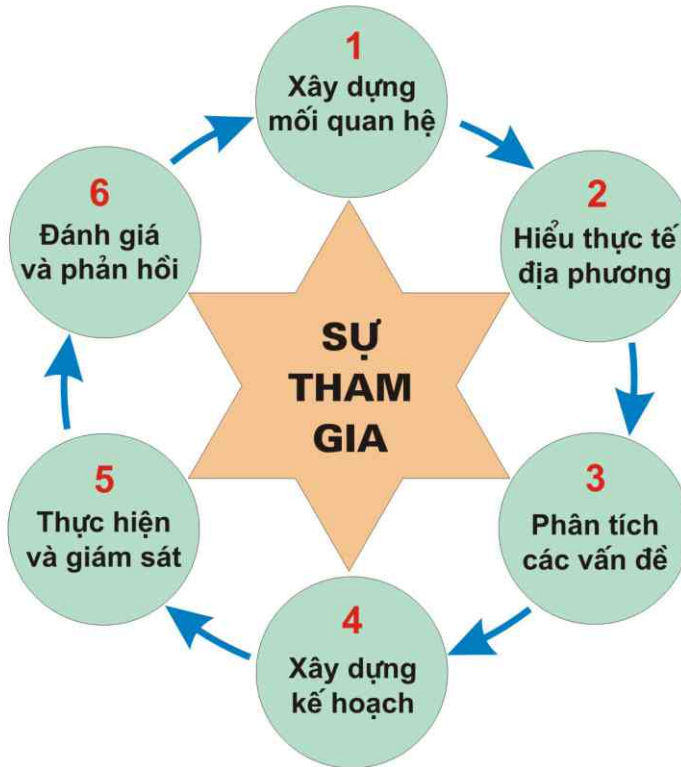 1
Xây dựng
mối quan hệ
2
Hiểu thực tế
địa phương
3
Phân tích
các vấn đề
4
Xây dựng
kế hoạch
5
Thực hiện
và giám sát
6
Đánh giá
và phản hồi
SỰ
THAM
GIA